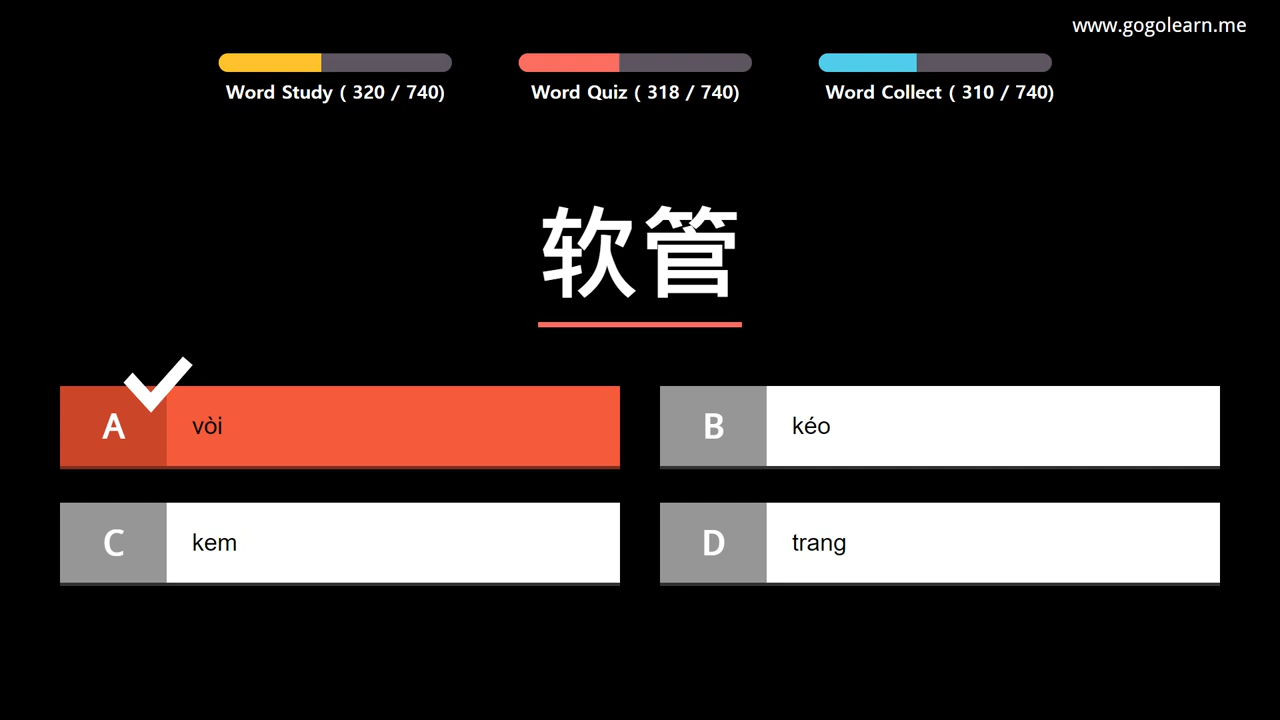 www.gogolearn.me
Word Study ( 320 / 740)
Word Quiz ( 318 / 740)
Word Collect ( 310 / 740)
软管
A vòi
B kéo
C kem
D trang